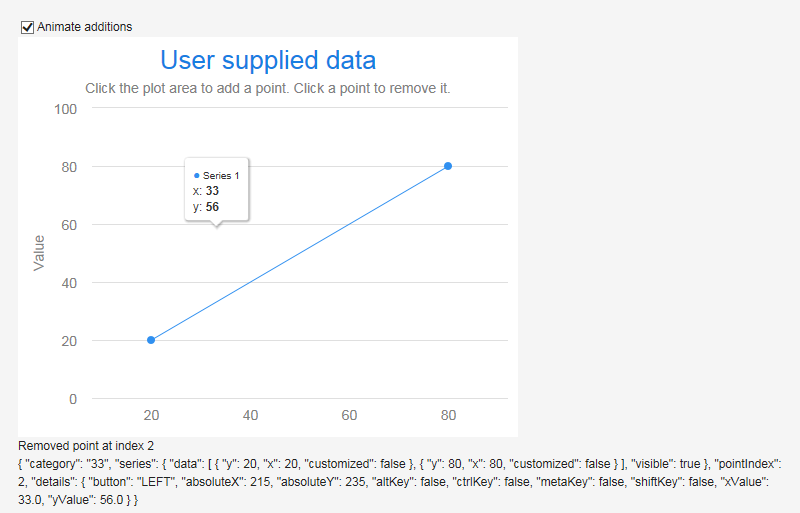 Animate additions
User supplied data
Click the plot area to add a point. Click a point to remove it.
100
80
60
40
20
0
Value
Series 1
x: 33
y: 56
20 40 60 80
Removed point at index 2
{ "category": "33", "series": { "data": [ { "y": 20, "x": 20, "customized": false }, { "y": 80, "x": 80, "customized": false } ], "visible": true }, "pointIndex":
2, "details": { "button": "LEFT", "absoluteX": 215, "absoluteY": 235, "altKey": false, "ctrlKey": false, "metaKey": false, "shiftKey": false, "xValue":
33.0, "yValue": 56.0 } }